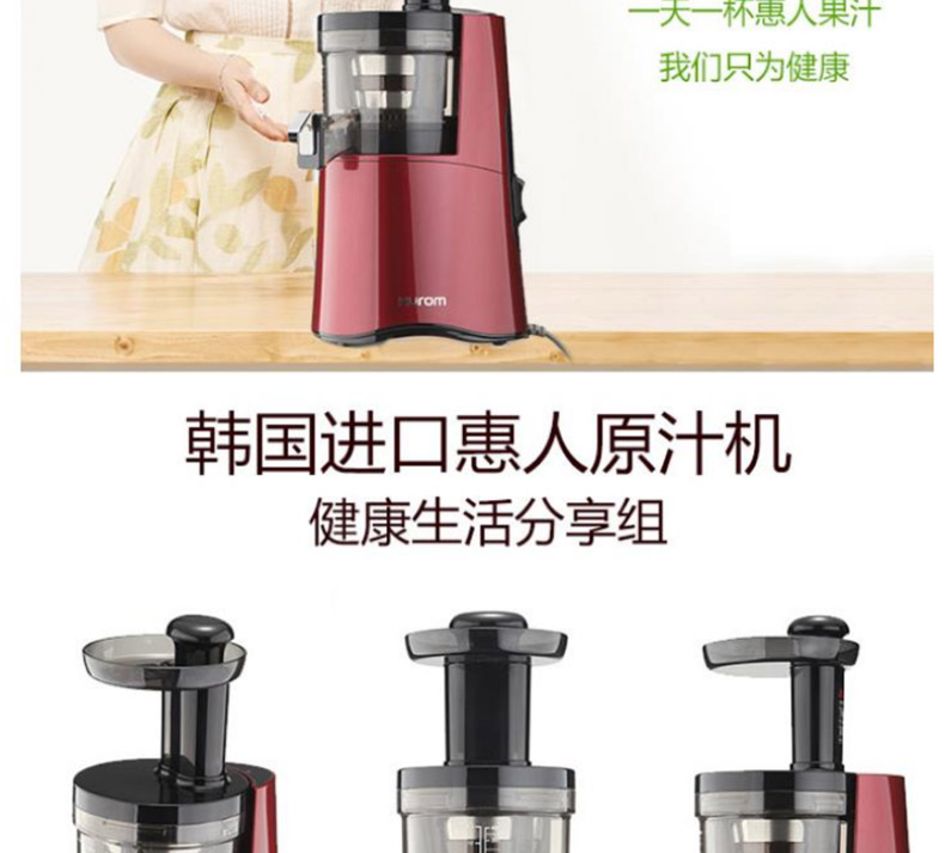 一天一杯惠人果汁
我们只为健康
hurom
韩国进口惠人原汁机
健康生活分享组